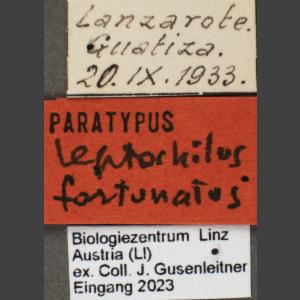 Lanzarote.
Guatiza.
20.IX.1933.
PARATYPUS
Leptochilus
fortunatus
Biologiezentrum Linz
Austria (LI)
ex. Coll. J. Gusenleitner
Eingang 2023